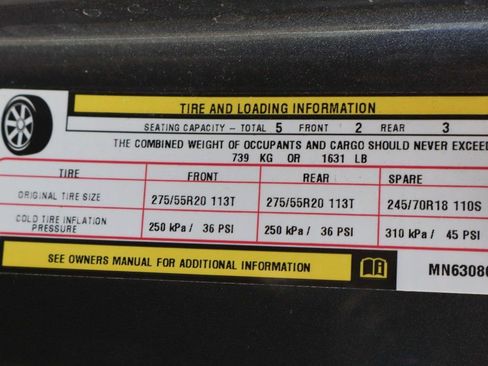 TIRE AND LOADING INFORMATION
SEATING CAPACITY - TOTAL 5 FRONT 2 REAR 3
THE COMBINED WEIGHT OF OCCUPANTS AND CARGO SHOULD NEVER EXCEED
739 KG OR 1631 LB
TIRE FRONT REAR SPARE
ORIGINAL TIRE SIZE 275/55R20 113T 275/55R20 113T 245/70R18 110S
COLD TIRE INFLATION PRESSURE 250 kPa / 36 PSI 250 kPa / 36 PSI 310 kPa / 45 PSI
SEE OWNERS MANUAL FOR ADDITIONAL INFORMATION MN63080